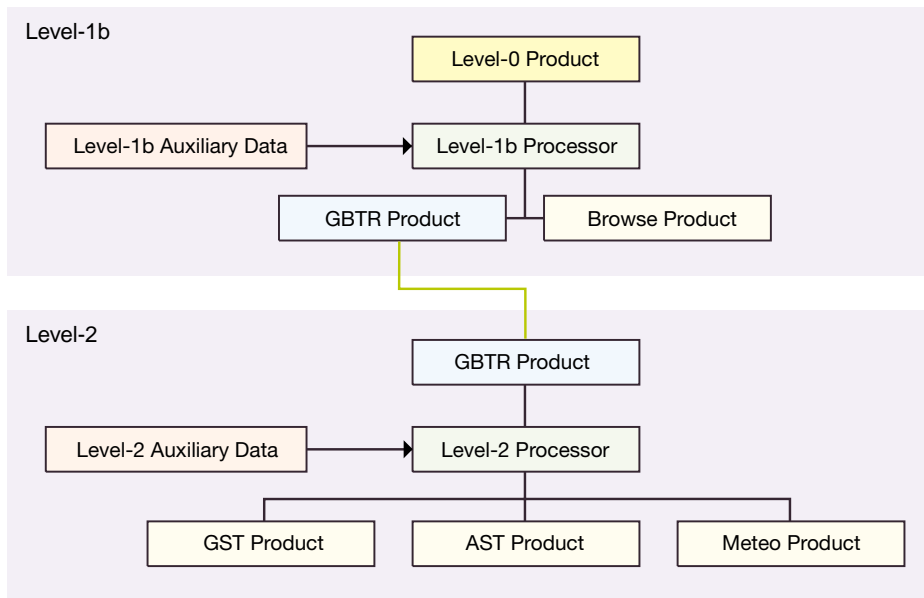 Level-1b
Level-0 Product
Level-1b Auxiliary Data
Level-1b Processor
GBTR Product
Browse Product
Level-2
GBTR Product
Level-2 Auxiliary Data
Level-2 Processor
GST Product
AST Product
Meteo Product